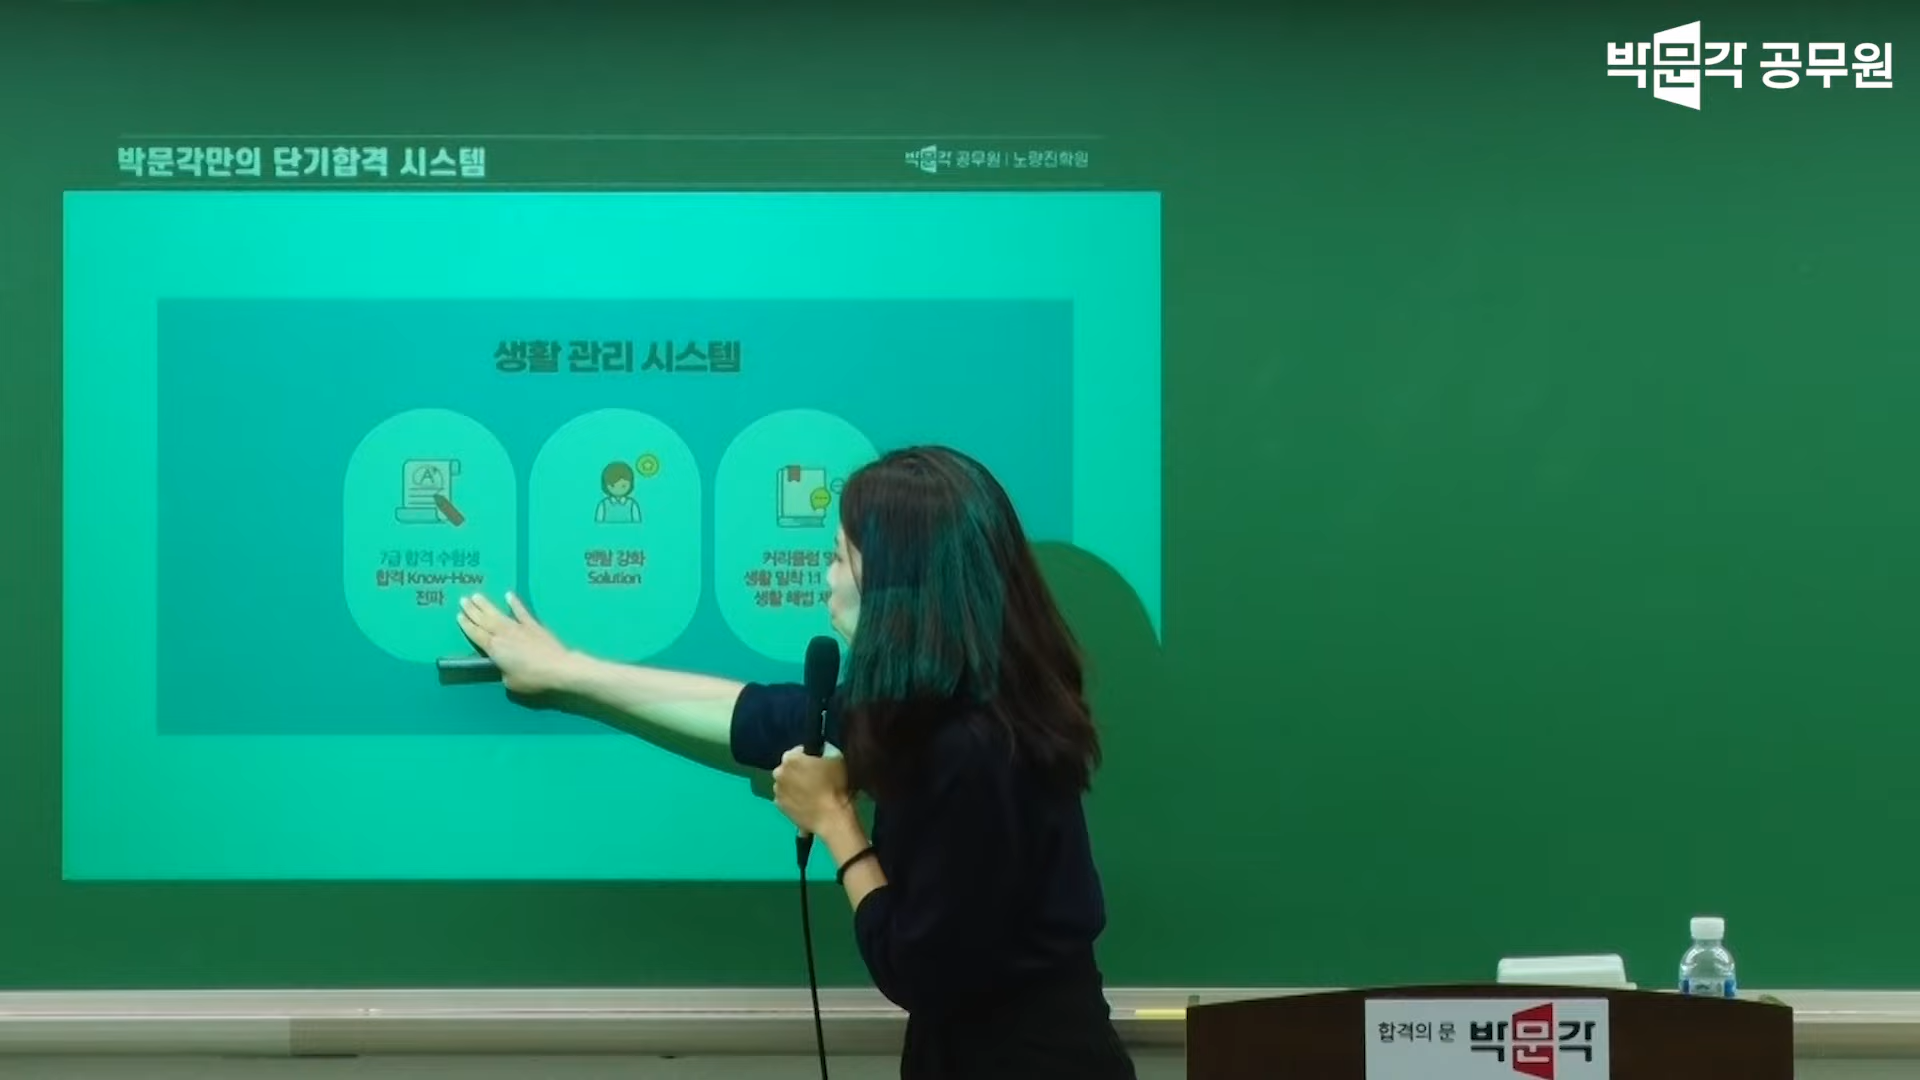 박문각 공무원
박문각만의 단기합격 시스템
박문각 공무원 | 노량진학원
생활 관리 시스템
A+
7급 합격 수험생
합격 Know-How
전파
멘탈 강화
Solution
커리큘럼 및
생활 밀착 1:1
생활 해법
합격의 문 박문각